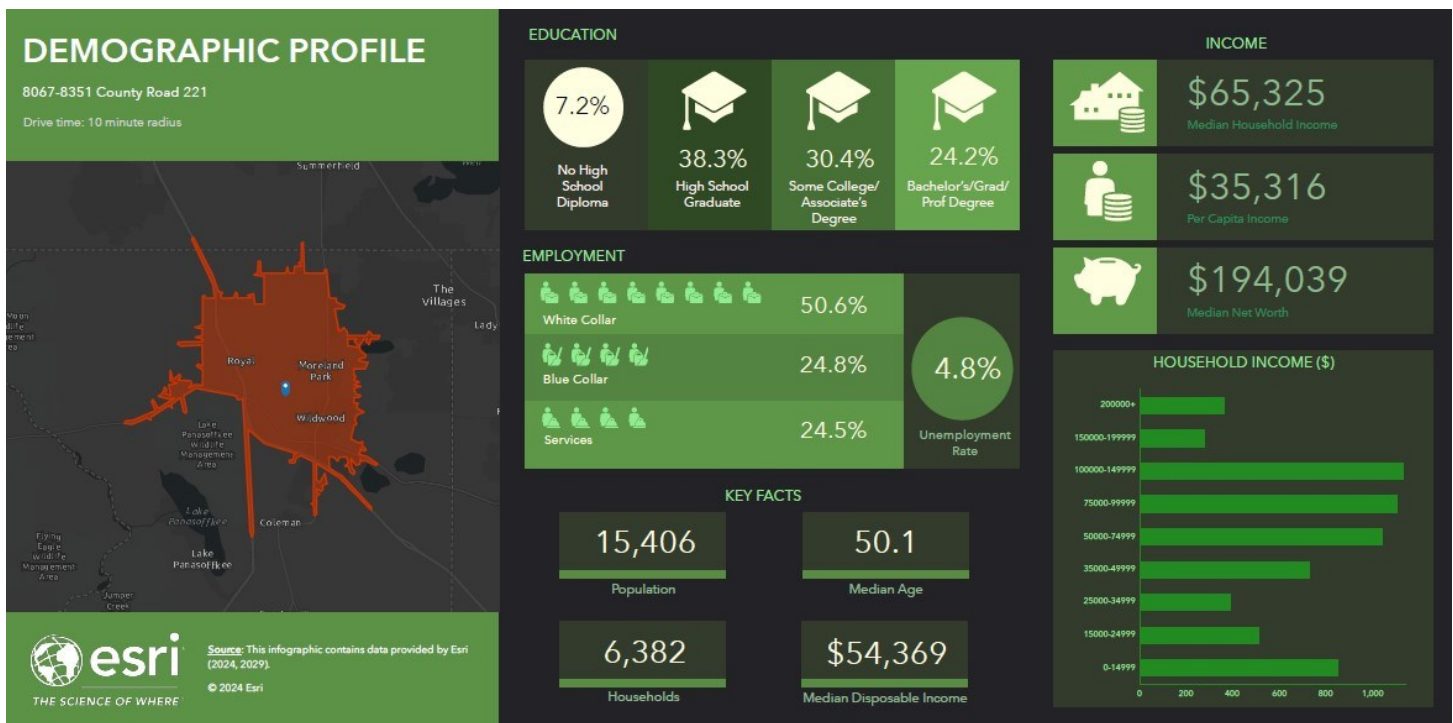 DEMOGRAPHIC PROFILE
8067-8351 County Road 221
Drive time: 10 minute radius
Summerfield
The
Villages
Lady
Royal
Moreland
Park
Wildwood
Lake
Panasoffkee
Wildlife
Management
Area
Lake
Panasoffkee
Coleman
Flying
Eagle
Wildlife
Management
Area
Lake
Panasoffkee
Jumper
Creek
esri
THE SCIENCE OF WHERE
Source: This infographic contains data provided by Esri
(2024, 2029).
© 2024 Esri
EDUCATION
7.2%
No High
School
Diploma
38.3%
High School
Graduate
30.4%
Some College/
Associate's
Degree
24.2%
Bachelor's/Grad/
Prof Degree
EMPLOYMENT
White Collar
50.6%
Blue Collar
24.8%
Services
24.5%
4.8%
Unemployment
Rate
KEY FACTS
15,406
Population
50.1
Median Age
6,382
Households
$54,369
Median Disposable Income
INCOME
$65,325
Median Household Income
$35,316
Per Capita Income
$194,039
Median Net Worth
HOUSEHOLD INCOME ($)
200000+
150000-199999
100000-149999
75000-99999
50000-74999
35000-49999
25000-34999
15000-24999
0-14999
0 200 400 600 800 1,000